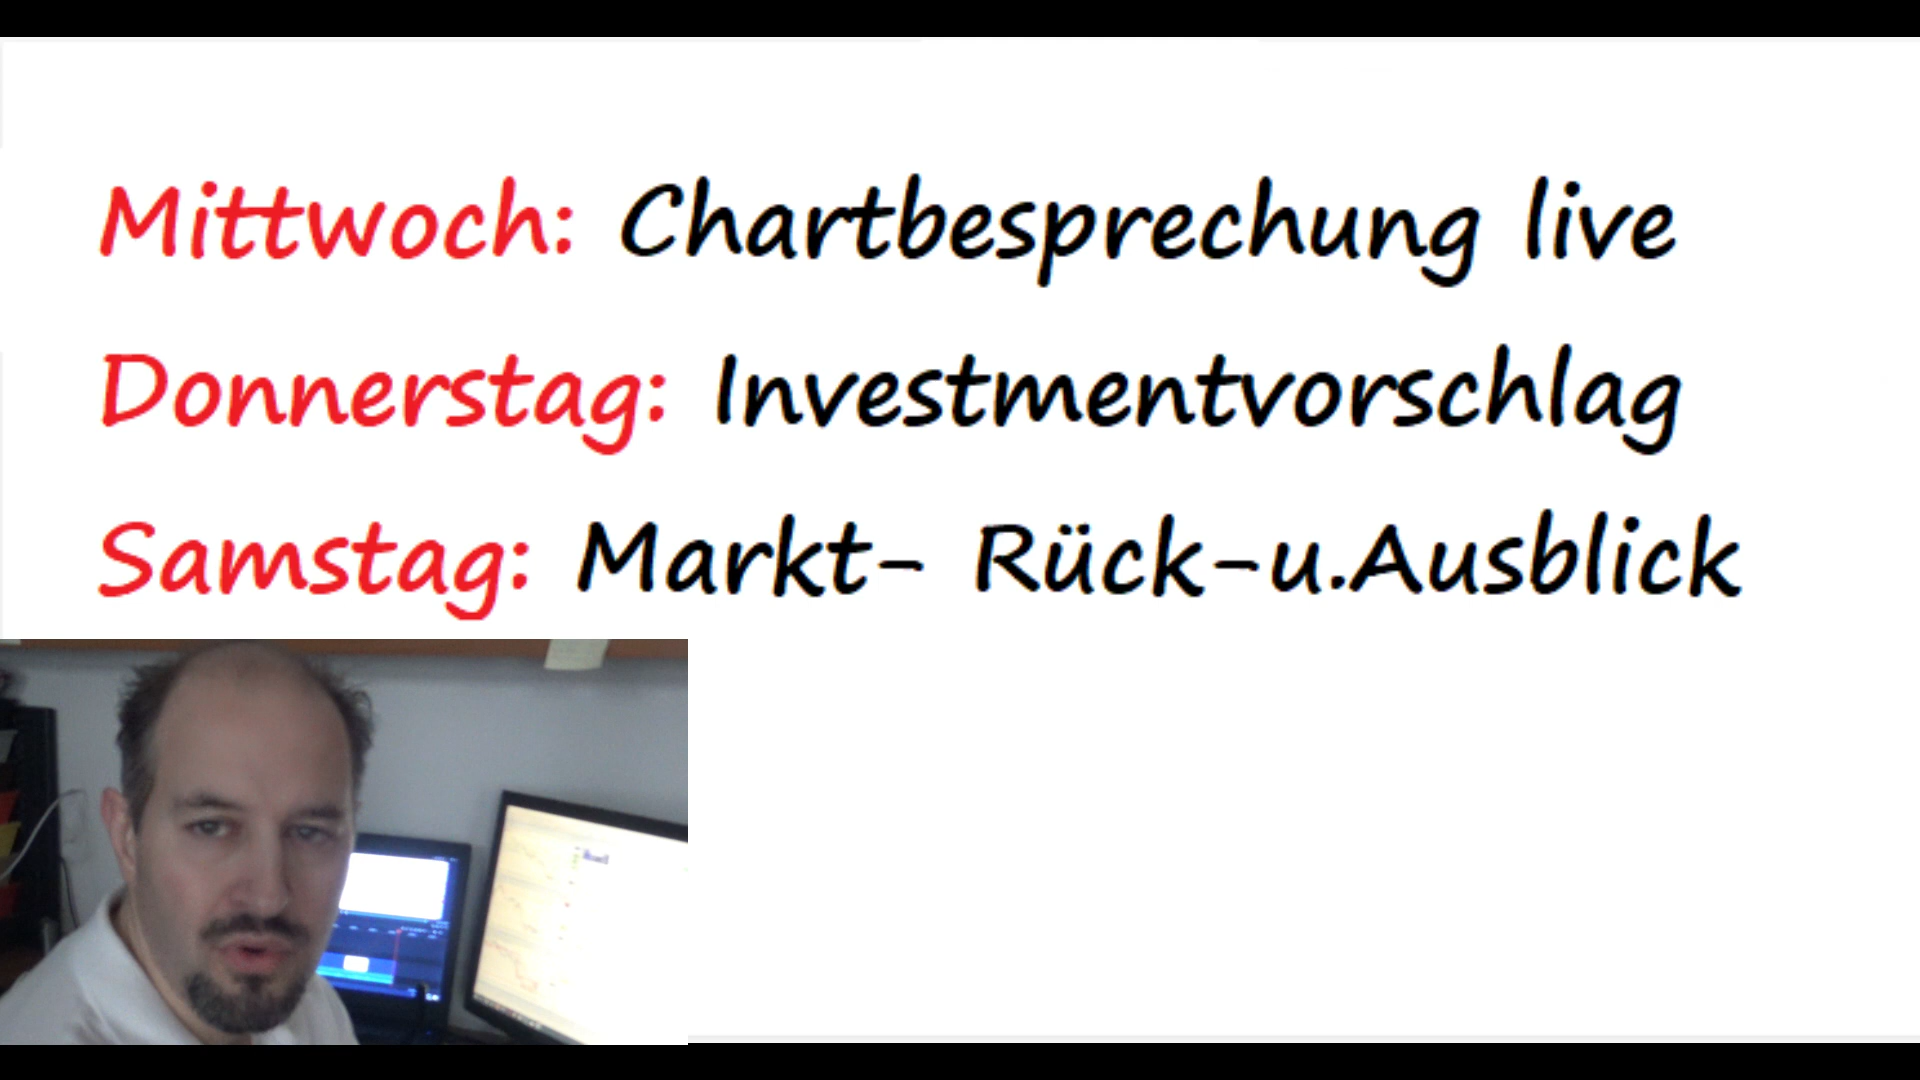 Mittwoch: Chartbesprechung live
Donnerstag: Investmentvorschlag
Samstag: Markt- Rück-u.Ausblick